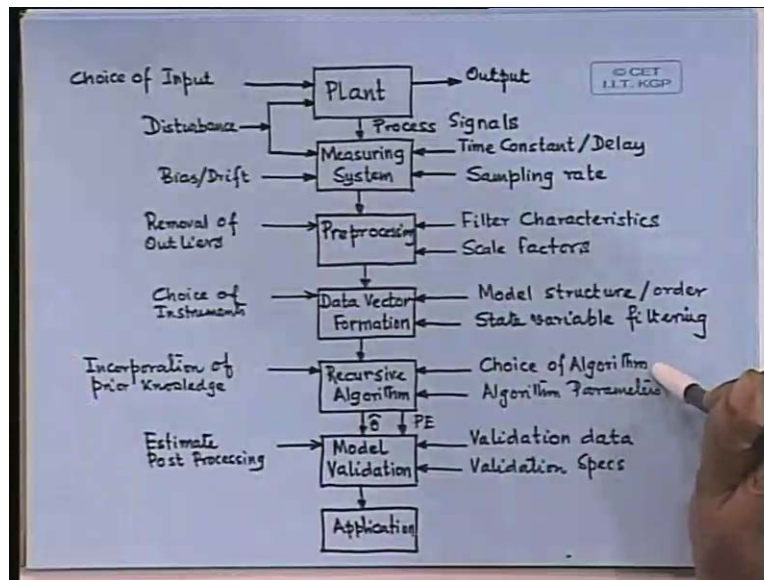 Choice of Input
Plant
Output
© CET
I.I.T. KGP
Disturbance
Process Signals
Measuring
System
Time Constant/Delay
Bias/Drift
Sampling rate
Removal of
Outliers
Preprocessing
Filter Characteristics
Scale factors
Choice of
Instruments
Data Vector
Formation
Model structure/order
State variable filtering
Incorporation of
prior Knowledge
Recursive
Algorithm
Choice of Algorithm
Algorithm Parameters
θ̂ PE
Estimate
Post Processing
Model
Validation
Validation data
Validation Specs
Application